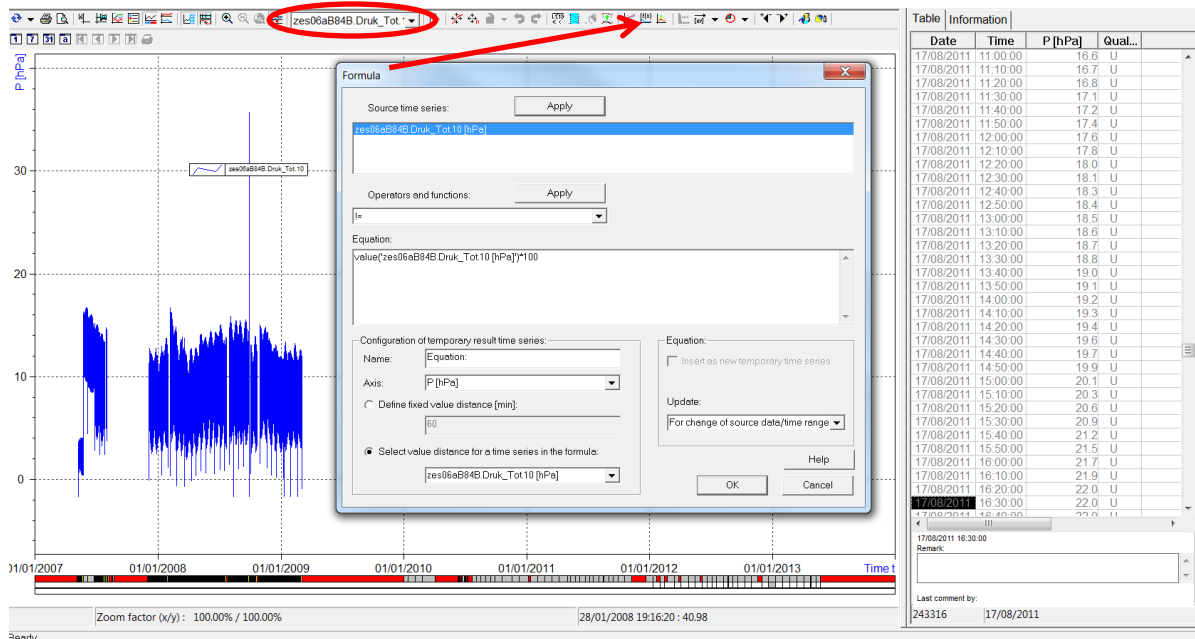 zes06aB84B.Druk_Tot.
1 7 31 a
P [hPa]
30
20
10
0
zes06aB84B.Druk_Tot.10
01/01/2007 01/01/2008 01/01/2009 01/01/2010 01/01/2011 01/01/2012 01/01/2013 Time t
Zoom factor (x/y) : 100.00% / 100.00%
28/01/2008 19:16:20 : 40.98
Ready
Formula
Source time series:
Apply
zes06aB84B.Druk_Tot.10 [hPa]
Operators and functions:
Apply
!=
Equation:
value('zes06aB84B.Druk_Tot.10 [hPa]')*100
Configuration of temporary result time series:
Name: Equation:
Axis: P [hPa]
Define fixed value distance [min]:
60
Select value distance for a time series in the formula:
zes06aB84B.Druk_Tot.10 [hPa]
Equation:
Insert as new temporary time series
Update:
For change of source data/time range
Help
OK Cancel
Table Information
Date Time P [hPa] Qual...
17/08/2011 11:00:00 16.6 U
17/08/2011 11:10:00 16.7 U
17/08/2011 11:20:00 16.8 U
17/08/2011 11:30:00 17.1 U
17/08/2011 11:40:00 17.2 U
17/08/2011 11:50:00 17.4 U
17/08/2011 12:00:00 17.6 U
17/08/2011 12:10:00 17.8 U
17/08/2011 12:20:00 18.0 U
17/08/2011 12:30:00 18.1 U
17/08/2011 12:40:00 18.3 U
17/08/2011 12:50:00 18.4 U
17/08/2011 13:00:00 18.5 U
17/08/2011 13:10:00 18.6 U
17/08/2011 13:20:00 18.7 U
17/08/2011 13:30:00 18.8 U
17/08/2011 13:40:00 19.0 U
17/08/2011 13:50:00 19.1 U
17/08/2011 14:00:00 19.2 U
17/08/2011 14:10:00 19.3 U
17/08/2011 14:20:00 19.4 U
17/08/2011 14:30:00 19.6 U
17/08/2011 14:40:00 19.7 U
17/08/2011 14:50:00 19.9 U
17/08/2011 15:00:00 20.1 U
17/08/2011 15:10:00 20.3 U
17/08/2011 15:20:00 20.6 U
17/08/2011 15:30:00 20.9 U
17/08/2011 15:40:00 21.2 U
17/08/2011 15:50:00 21.5 U
17/08/2011 16:00:00 21.7 U
17/08/2011 16:10:00 21.9 U
17/08/2011 16:20:00 22.0 U
17/08/2011 16:30:00 22.0 U
17/08/2011 16:40:00 22.0 U
17/08/2011 16:30:00
Remark:
Last comment by:
243316 17/08/2011